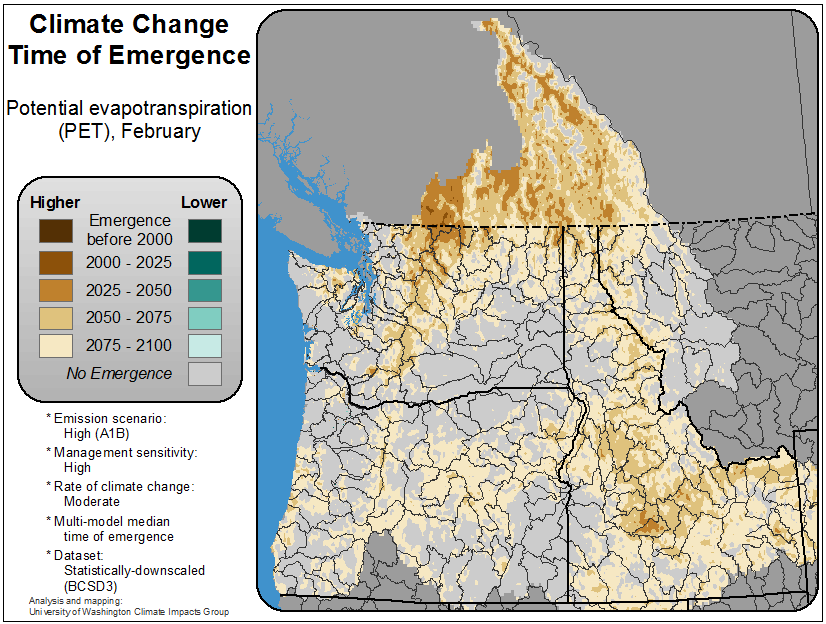 Climate Change
Time of Emergence
Potential evapotranspiration
(PET), February
Higher
Lower
Emergence
before 2000
2000 - 2025
2025 - 2050
2050 - 2075
2075 - 2100
No Emergence
* Emission scenario:
High (A1B)
* Management sensitivity:
High
* Rate of climate change:
Moderate
* Multi-model median
time of emergence
* Dataset:
Statistically-downscaled
(BCSD3)
Analysis and mapping:
University of Washington Climate Impacts Group